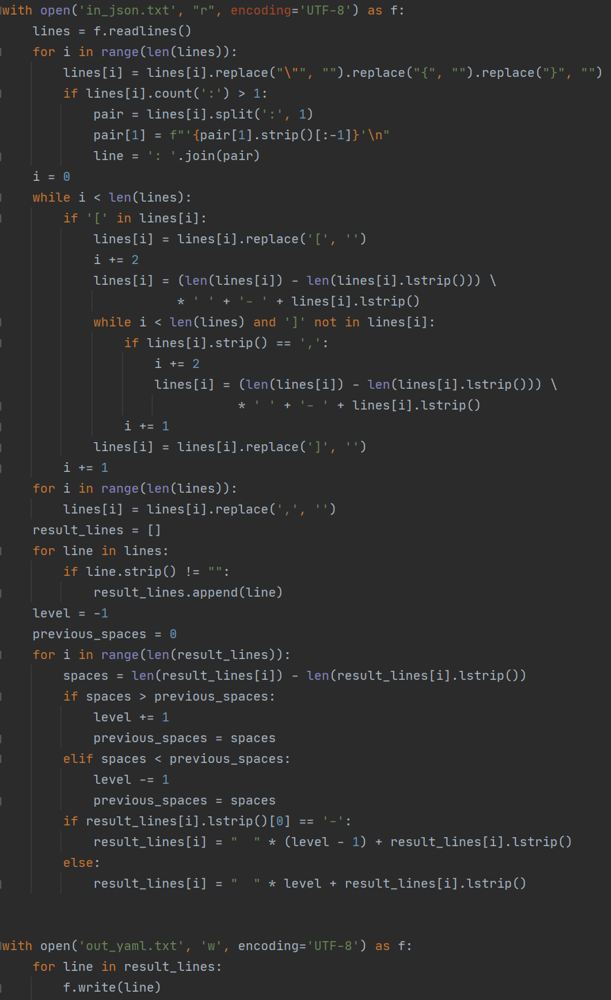 with open('in_json.txt', "r", encoding='UTF-8') as f:
    lines = f.readlines()
    for i in range(len(lines)):
        lines[i] = lines[i].replace("\"", "").replace("{", "").replace("}", "")
        if lines[i].count(':') > 1:
            pair = lines[i].split(':', 1)
            pair[1] = f"'{pair[1].strip()[:-1]}'\n"
            line = ': '.join(pair)
    i = 0
    while i < len(lines):
        if '[' in lines[i]:
            lines[i] = lines[i].replace('[', '')
            i += 2
            lines[i] = (len(lines[i]) - len(lines[i].lstrip())) \
                       * ' ' + '- ' + lines[i].lstrip()
            while i < len(lines) and ']' not in lines[i]:
                if lines[i].strip() == ',':
                    i += 2
                    lines[i] = (len(lines[i]) - len(lines[i].lstrip())) \
                               * ' ' + '- ' + lines[i].lstrip()
                i += 1
            lines[i] = lines[i].replace(']', '')
        i += 1
    for i in range(len(lines)):
        lines[i] = lines[i].replace(',', '')
    result_lines = []
    for line in lines:
        if line.strip() != "":
            result_lines.append(line)
    level = -1
    previous_spaces = 0
    for i in range(len(result_lines)):
        spaces = len(result_lines[i]) - len(result_lines[i].lstrip())
        if spaces > previous_spaces:
            level += 1
            previous_spaces = spaces
        elif spaces < previous_spaces:
            level -= 1
            previous_spaces = spaces
        if result_lines[i].lstrip()[0] == '-':
            result_lines[i] = "  " * (level - 1) + result_lines[i].lstrip()
        else:
            result_lines[i] = "  " * level + result_lines[i].lstrip()
with open('out_yaml.txt', 'w', encoding='UTF-8') as f:
    for line in result_lines:
        f.write(line)